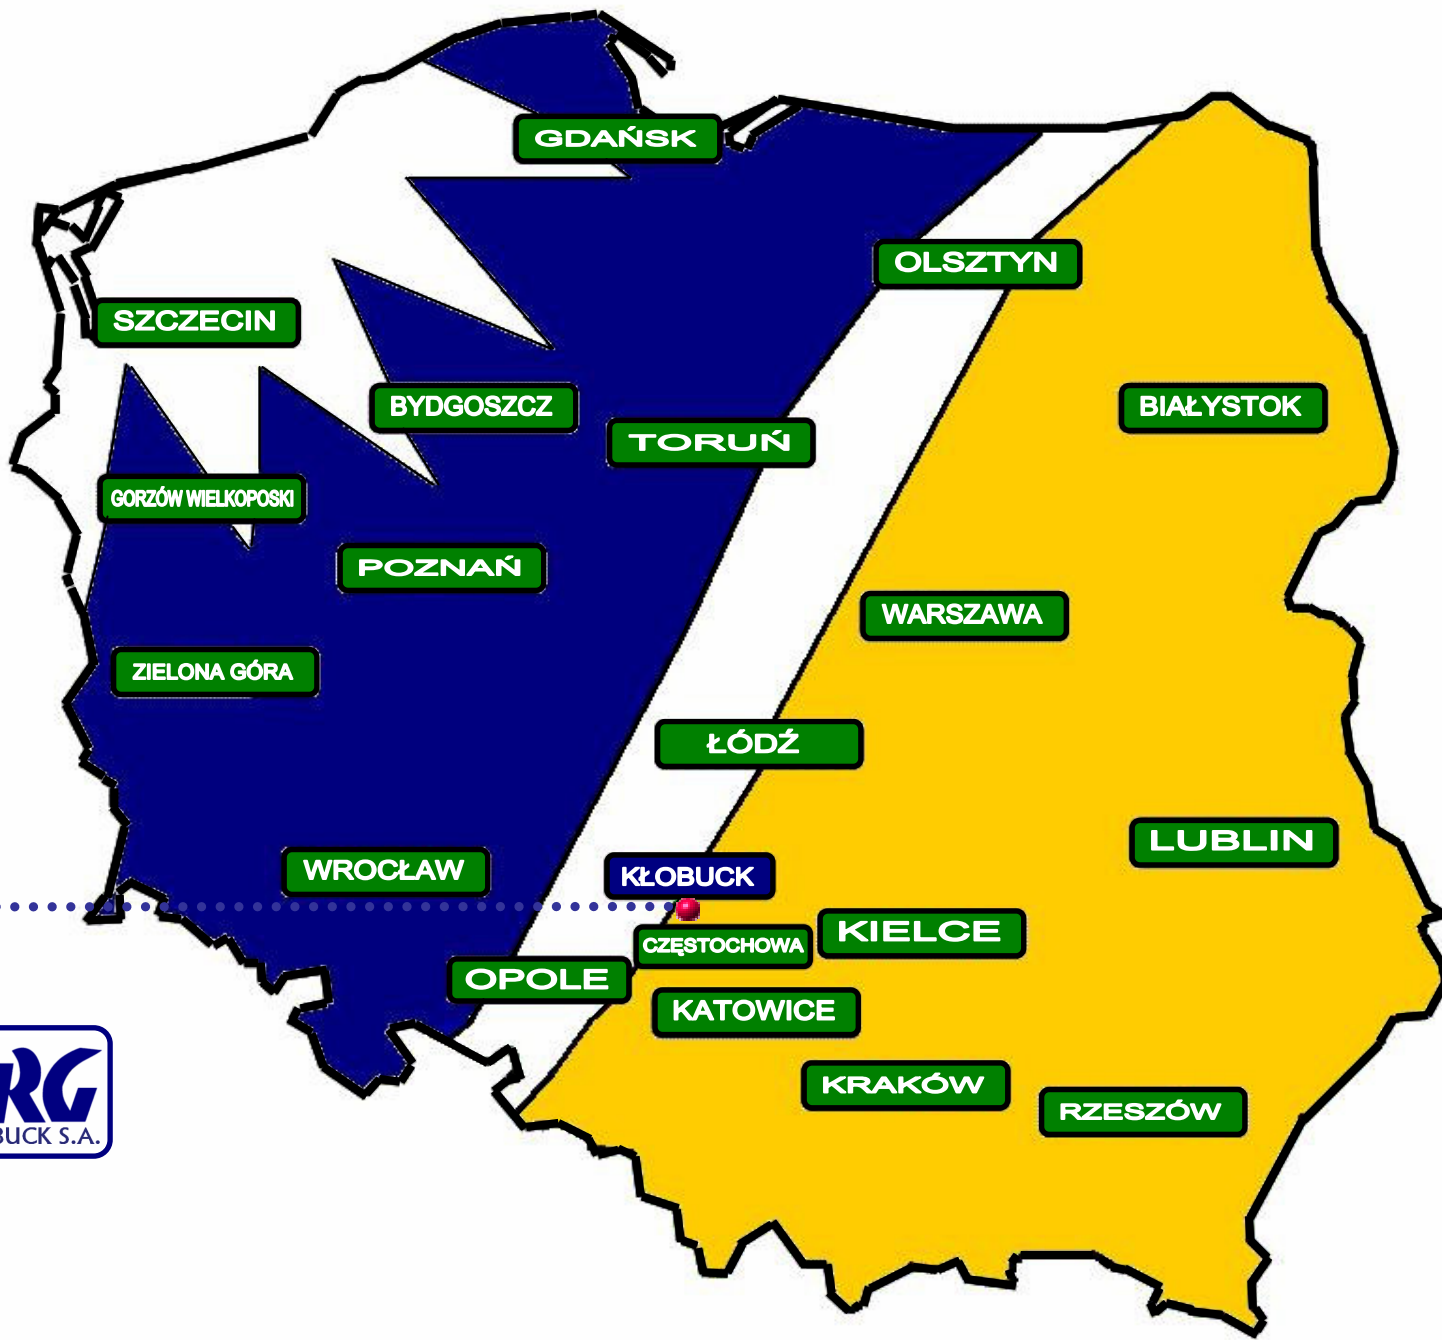 GDAŃSK
OLSZTYN
SZCZECIN
BYDGOSZCZ
BIAŁYSTOK
TORUŃ
GORZÓW WIELKOPOSKI
POZNAŃ
WARSZAWA
ZIELONA GÓRA
ŁÓDŹ
LUBLIN
WROCŁAW
KŁOBUCK
KIELCE
CZĘSTOCHOWA
OPOLE
KATOWICE
KRAKÓW
RZESZÓW
RG
BUCK S.A.